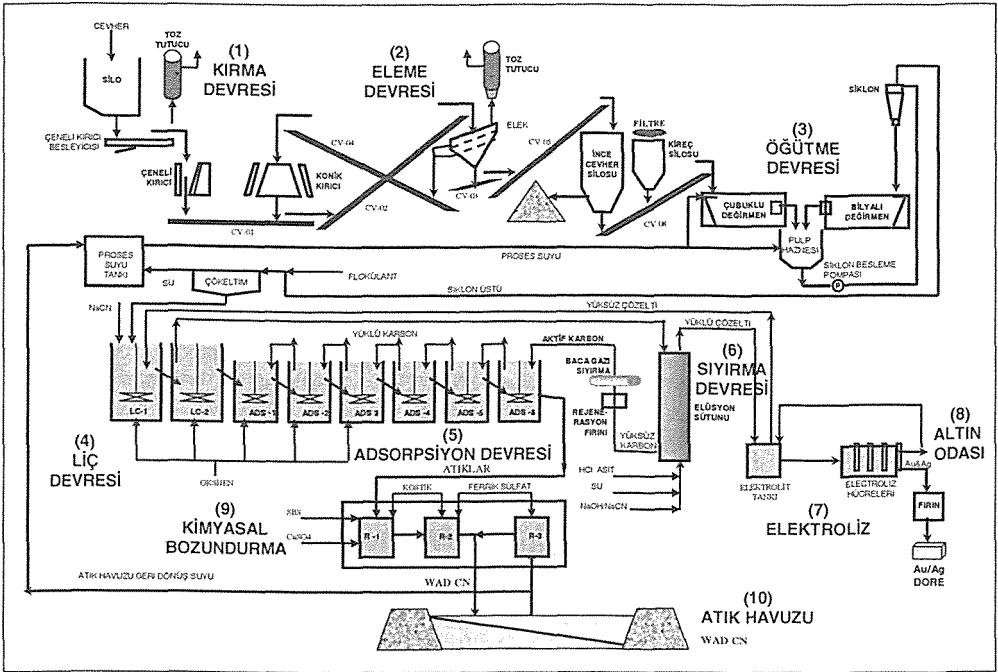 CEVHER
SİLO
TOZ
TUTUCU
(1)
KIRMA
DEVRESİ
ÇENELİ KIRICI
BESLEYİCİSİ
ÇENELİ
KIRICI
KONİK
KIRICI
CV-01
CV-02
CV-04
(2)
ELEME
DEVRESİ
TOZ
TUTUCU
ELEK
CV-03
CV-05
İNCE
CEVHER
SİLOSU
FİLTRE
KİREÇ
SİLOSU
CV-06
SİKLON
(3)
ÖĞÜTME
DEVRESİ
ÇUBUKLU
DEĞİRMEN
BİLYALI
DEĞİRMEN
PULP
HAZNESİ
SİKLON BESLEME
POMPASI
P
PROSES
SUYU
TANKI
PROSES SUYU
SU
ÇÖKELTİM
FLOKÜLANT
SİKLON ÜSTÜ
NaCN
YÜKSÜZ ÇÖZELTİ
YÜKLÜ KARBON
YÜKLÜ ÇÖZELTİ
AKTİF KARBON
BACA GAZI
SIYIRMA
REJENE-
RASYON
FIRINI
YÜKSÜZ
KARBON
(6)
SIYIRMA
DEVRESİ
ELÜSYON
SÜTUNU
LC-1
LC-2
ADS -1
ADS -2
ADS 3
ADS -4
ADS -5
ADS -6
(4)
LİÇ
DEVRESİ
OKSİJEN
(5)
ADSORPSİYON DEVRESİ
ATIKLAR
HCl ASİT
SU
NaOH/NaCN
ELEKTROLİT
TANKI
ELEKTROLİZ
HÜCRELERİ
(7)
ELEKTROLİZ
(8)
ALTIN
ODASI
Au&Ag
FIRIN
Au/Ag
DORE
(9)
KİMYASAL
BOZUNDURMA
SBS
CuSO4
KOSTİK
FERRİK SÜLFAT
R -1
R-2
R-3
WAD CN
ATIK HAVUZU GERİ DÖNÜŞ SUYU
(10)
ATIK HAVUZU
WAD CN